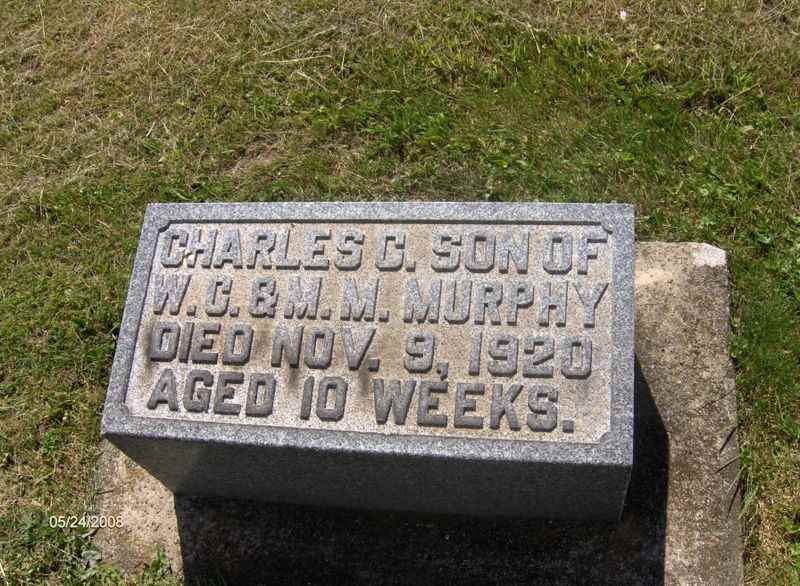 CHARLES C. SON OF
W. C. & M. M. MURPHY
DIED NOV. 9, 1920
AGED 10 WEEKS.
05/24/2008